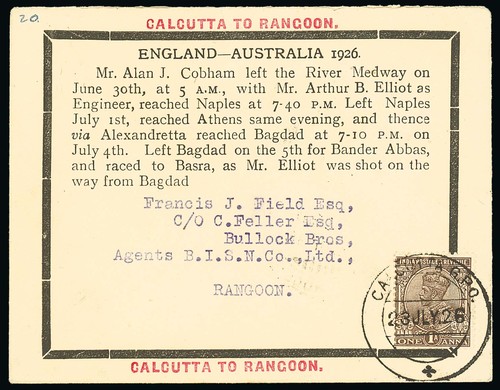 20.
CALCUTTA TO RANGOON.
ENGLAND—AUSTRALIA 1926.
Mr. Alan J. Cobham left the River Medway on
June 30th, at 5 A.M., with Mr. Arthur B. Elliot as
Engineer, reached Naples at 7-40 P.M. Left Naples
July 1st, reached Athens same evening, and thence
via Alexandretta reached Bagdad at 7-10 P.M. on
July 4th. Left Bagdad on the 5th for Bander Abbas,
and raced to Basra, as Mr. Elliot was shot on the
way from Bagdad
Francis J. Field Esq,
C/O C.Feller Esq,
Bullock Bros,
Agents B.I.S.N.Co.,Ltd.,
RANGOON.
G.P.O.
28 JLY 26
ONE 1A ANNA
CALCUTTA TO RANGOON.